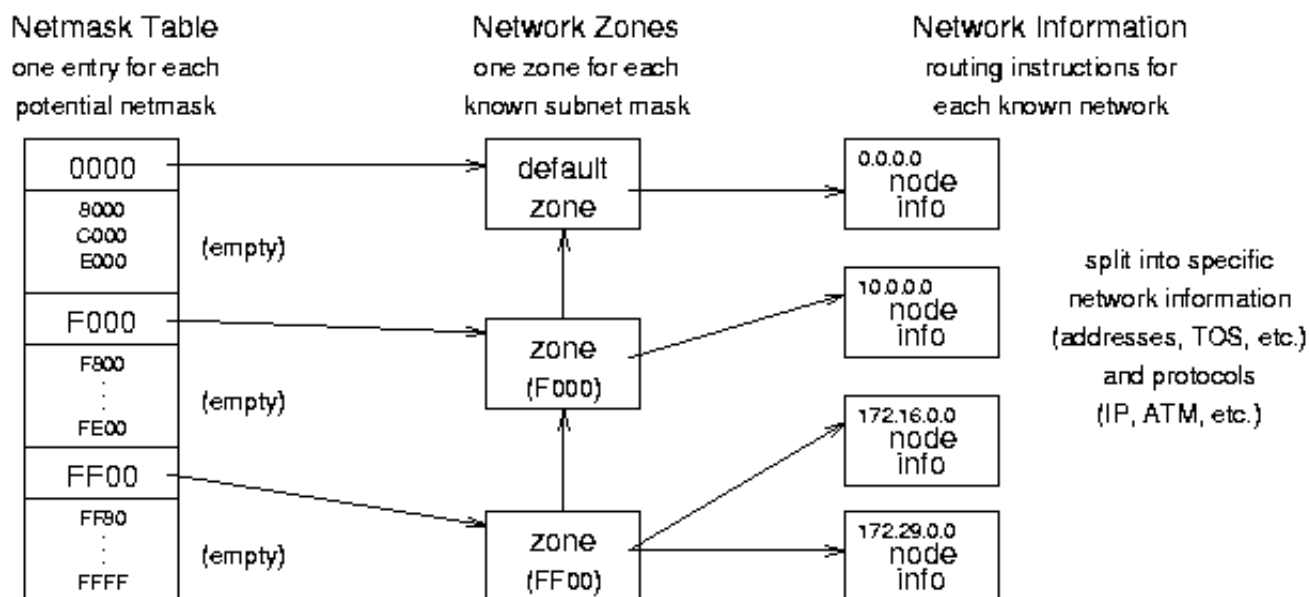 Netmask Table
one entry for each
potential netmask
Network Zones
one zone for each
known subnet mask
Network Information
routing instructions for
each known network
0000
8000
C000
E000
(empty)
F000
F800
.
.
.
FE00
(empty)
FF00
FF80
.
.
.
FFFF
(empty)
default
zone
zone
(F000)
zone
(FF00)
0.0.0.0
node
info
10.0.0.0
node
info
172.16.0.0
node
info
172.29.0.0
node
info
split into specific
network information
(addresses, TOS, etc.)
and protocols
(IP, ATM, etc.)